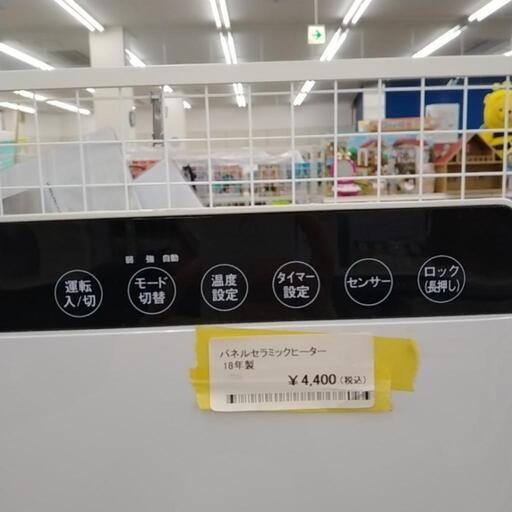 弱 強 自動
運転
入/切
モード
切替
温度
設定
タイマー
設定
センサー
ロック
(長押し)
パネルセラミックヒーター
18年製
¥4,400(税込)